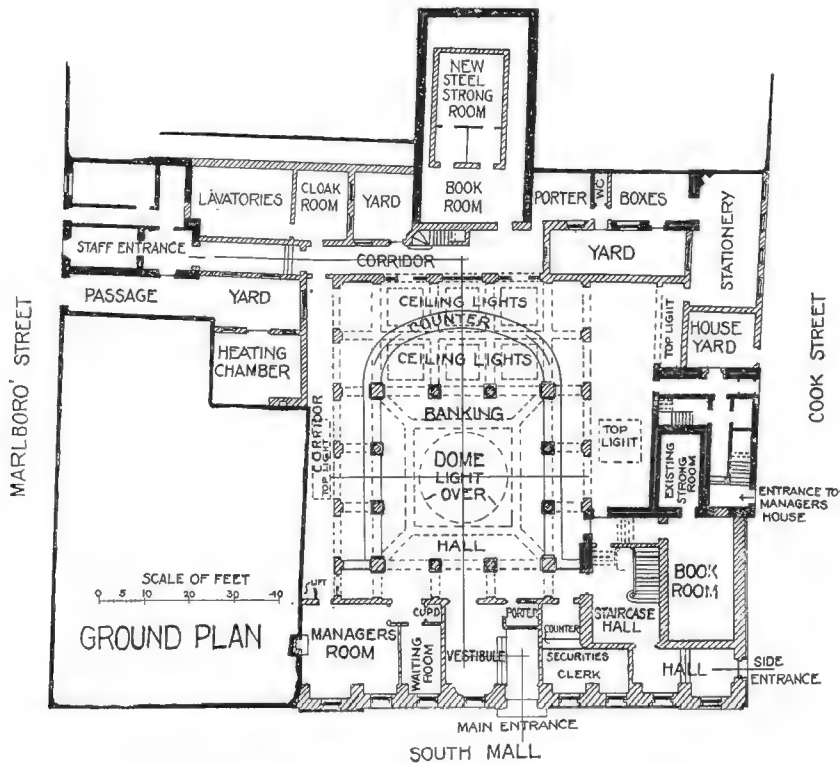 NEW
STEEL
STRONG
ROOM
BOOK
ROOM
LAVATORIES
CLOAK
ROOM
YARD
PORTER
W.C.
BOXES
STATIONERY
STAFF ENTRANCE
CORRIDOR
YARD
PASSAGE
YARD
CEILING LIGHTS
COUNTER
CEILING LIGHTS
TOP LIGHT
HOUSE
YARD
HEATING
CHAMBER
MARLBORO' STREET
COOK STREET
BANKING
DOME
LIGHT
OVER
HALL
CORRIDOR
TOP LIGHT
TOP
LIGHT
EXISTING
STRONG
ROOM
ENTRANCE TO
MANAGERS
HOUSE
SCALE OF FEET
0 5 10 20 30 40
GROUND PLAN
LIFT
MANAGERS
ROOM
CUPD
WAITING
ROOM
VESTIBULE
PORTER
COUNTER
SECURITIES
CLERK
STAIRCASE
HALL
BOOK
ROOM
HALL
SIDE
ENTRANCE.
MAIN ENTRANCE
SOUTH MALL